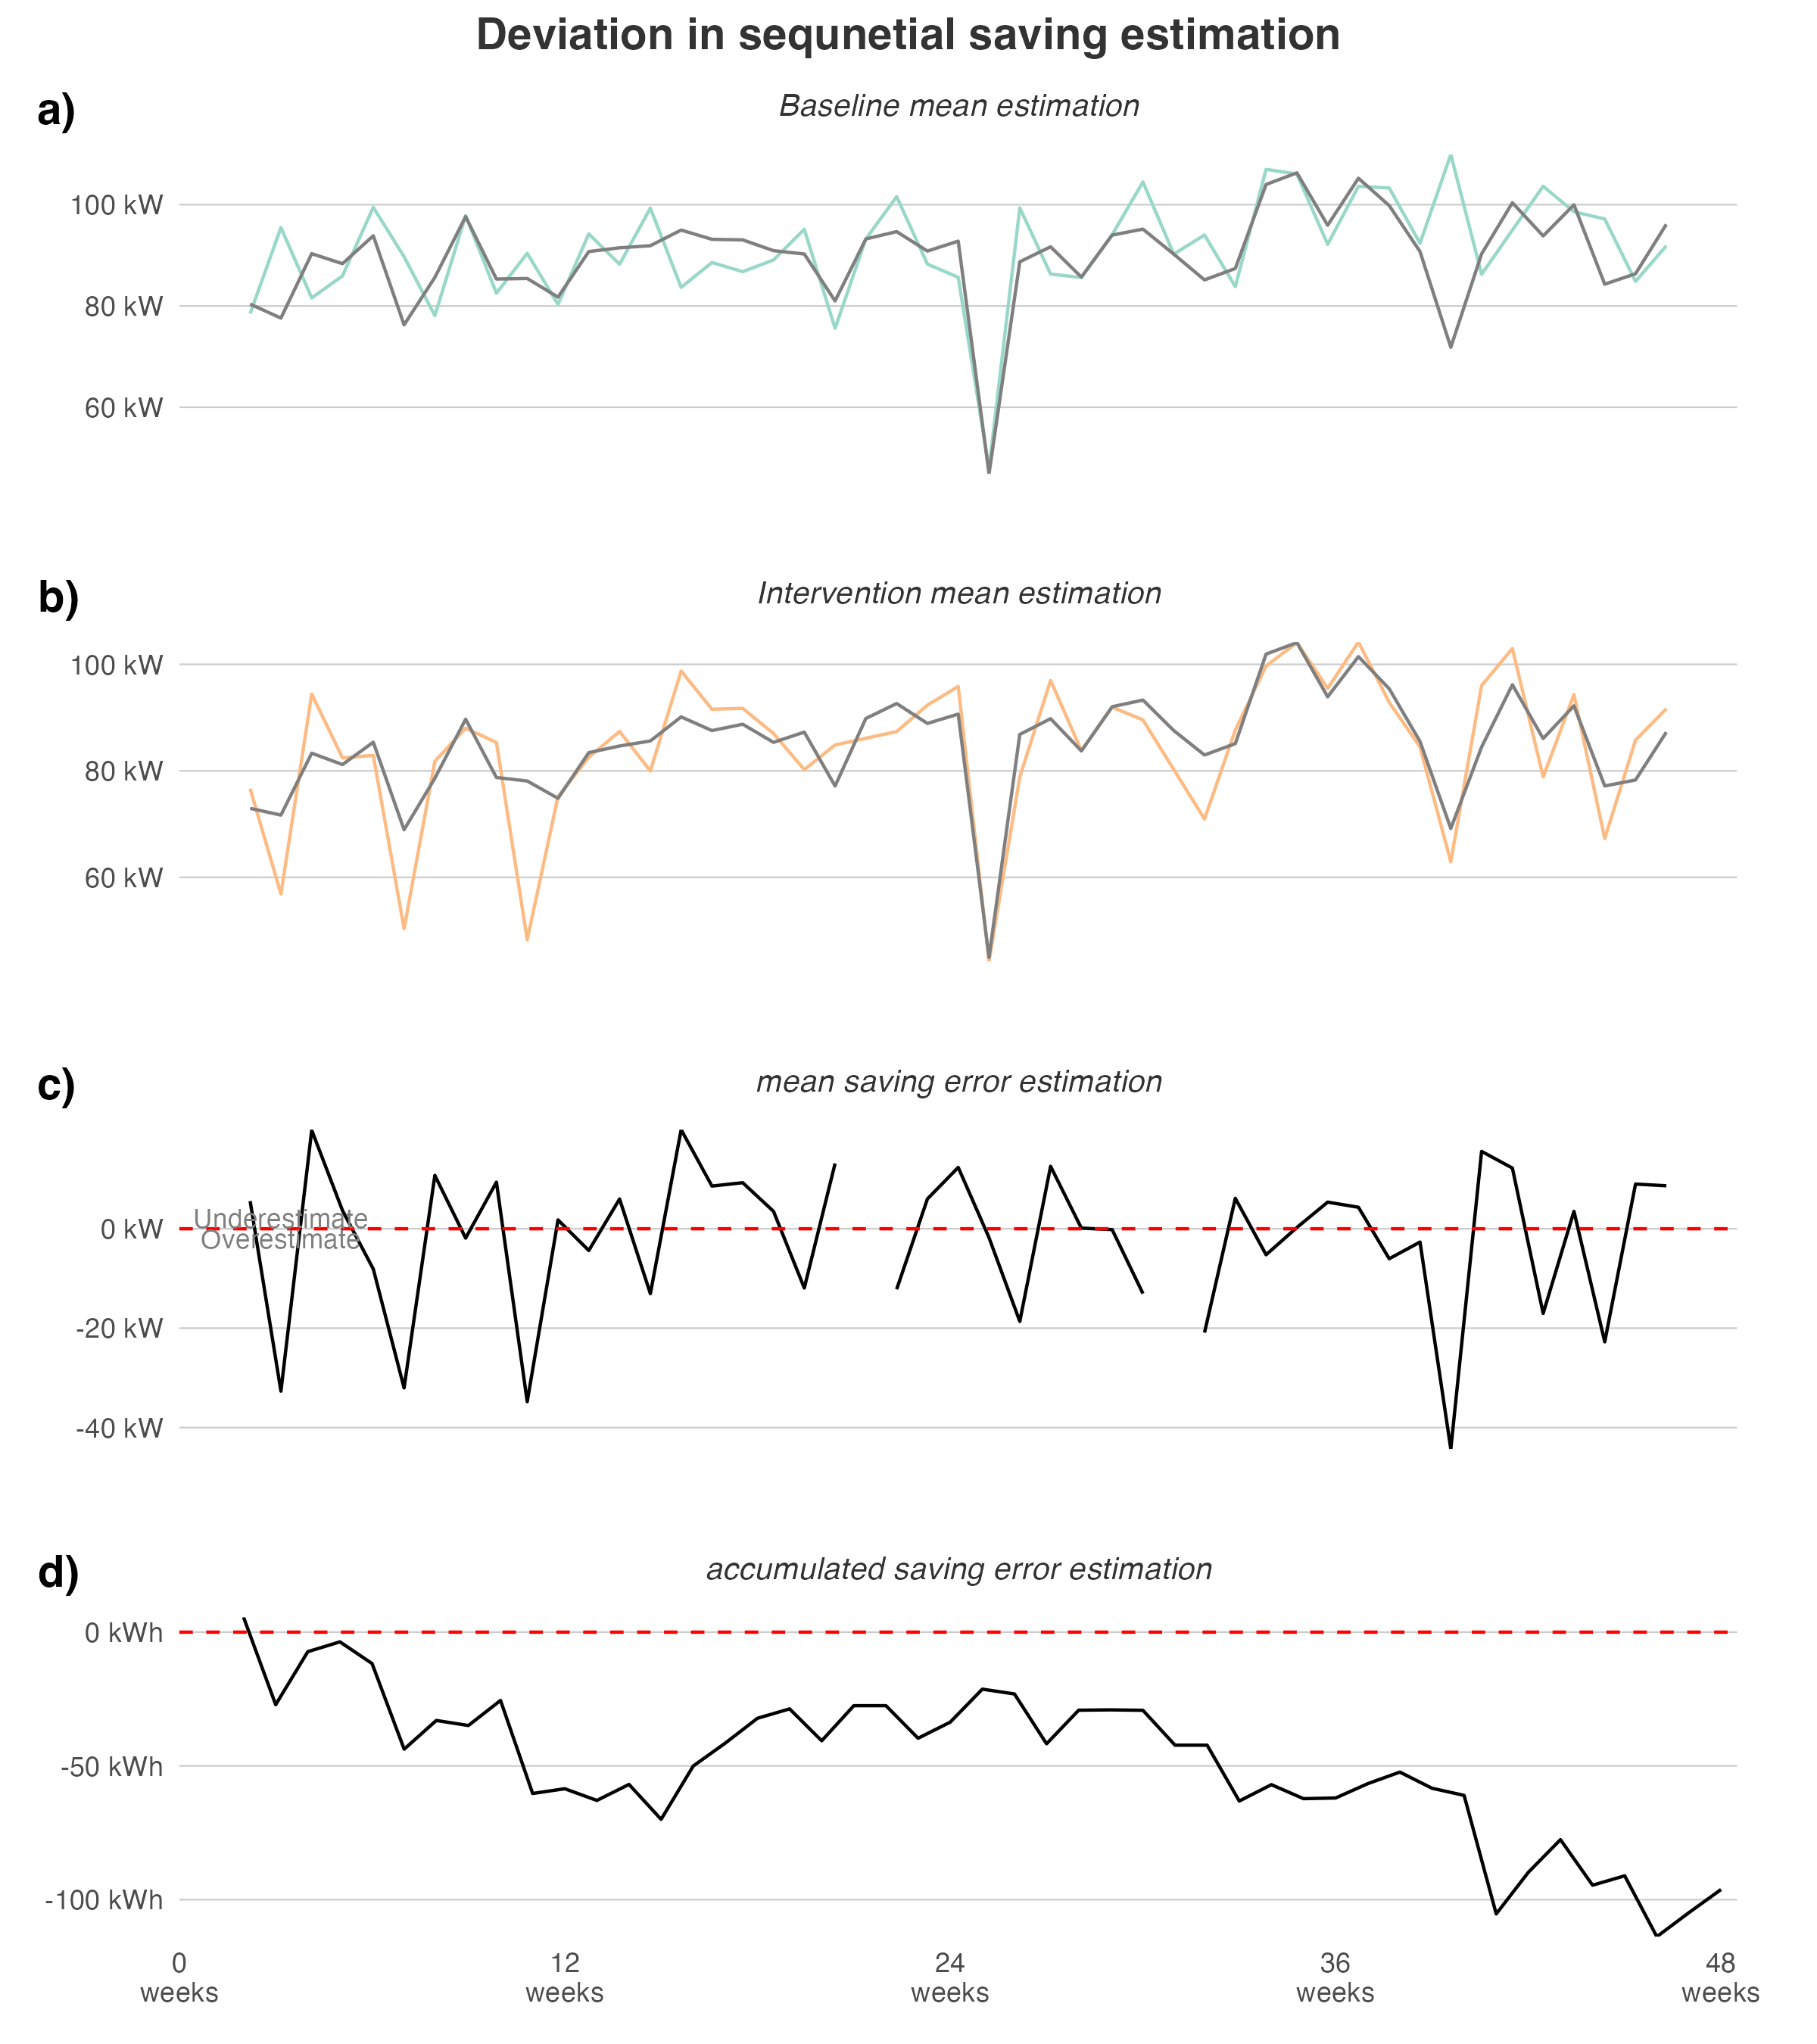 Deviation in sequnetial saving estimation
a)
Baseline mean estimation
100 kW
80 kW
60 kW
b)
Intervention mean estimation
100 kW
80 kW
60 kW
c)
mean saving error estimation
Underestimate
0 kW
Overestimate
-20 kW
-40 kW
d)
accumulated saving error estimation
0 kWh
-50 kWh
-100 kWh
0 12 24 36 48
weeks weeks weeks weeks weeks